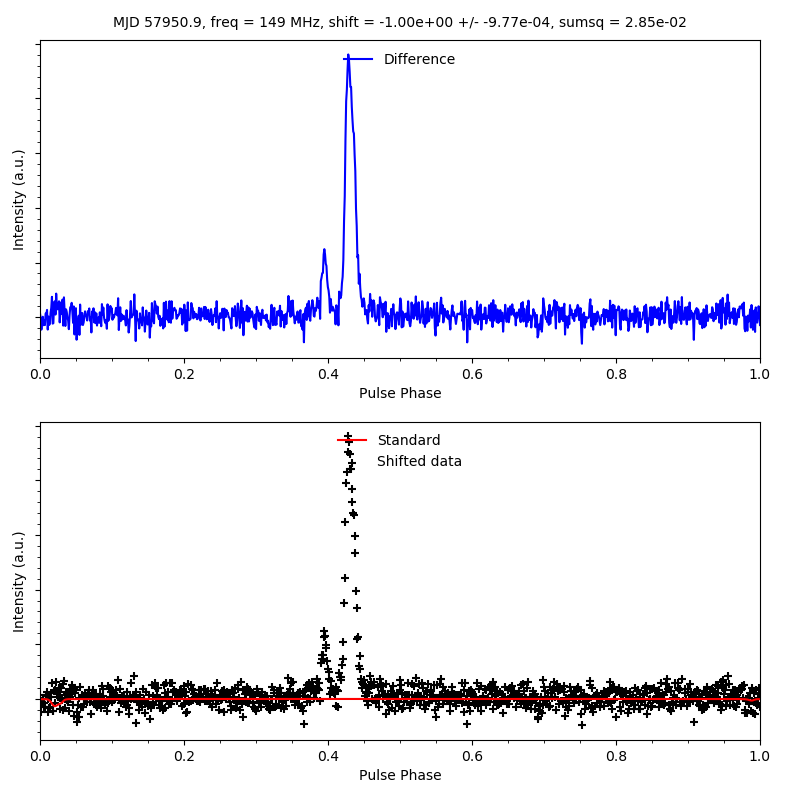 MJD 57950.9, freq = 149 MHz, shift = -1.00e+00 +/- -9.77e-04, sumsq = 2.85e-02
Difference
Intensity (a.u.)
0.0 0.2 0.4 0.6 0.8 1.0
Pulse Phase
Standard
Shifted data
Intensity (a.u.)
0.0 0.2 0.4 0.6 0.8 1.0
Pulse Phase